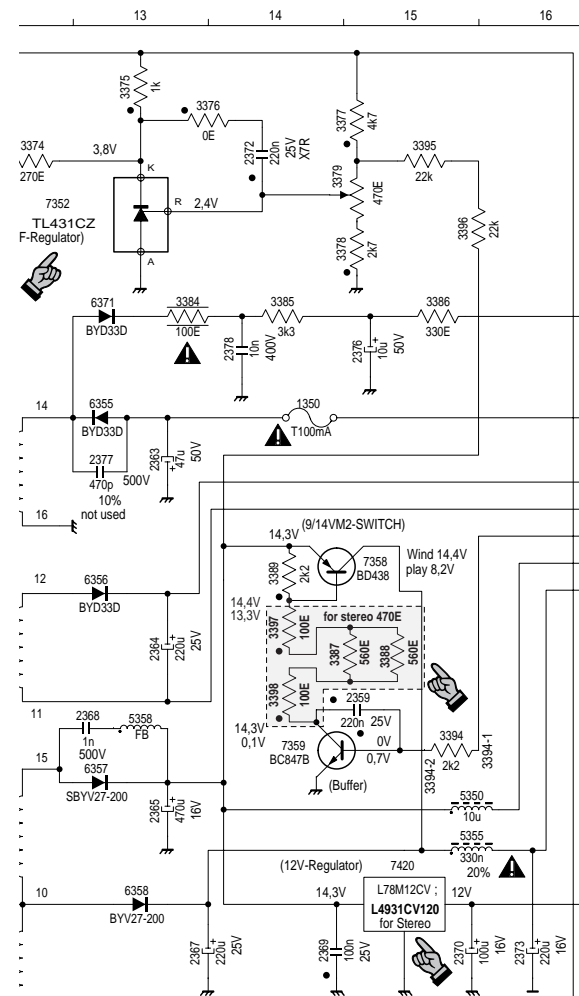 13 14 15 16
3375
1k
3376
0E
2372
220n
25V
X7R
3377
4k7
3395
22k
3374
270E
3,8V
K
R
A
2,4V
3379
470E
3396
22k
7352
TL431CZ
F-Regulator)
3378
2k7
6371
BYD33D
3384
100E
2378
10n
400V
3385
3k3
2376
10u
50V
3386
330E
14
6355
BYD33D
2377
470p
500V
10%
not used
2363
47u
50V
1350
T100mA
16
(9/14VM2-SWITCH)
14,3V
3389
2k2
7358
BD438
Wind 14,4V
play 8,2V
12
6356
BYD33D
14,4V
13,3V
3397
100E
for stereo 470E
3387
560E
3388
560E
2364
220u
25V
3398
100E
2359
220n 25V
11
2368
1n
500V
5358
FB
14,3V
0,1V
7359
BC847B
(Buffer)
0V
0,7V
3394-2
3394
2k2
3394-1
15
6357
SBYV27-200
2365
470u
16V
5350
10u
5355
330n
20%
(12V-Regulator)
7420
10
6358
BYV27-200
14,3V
L78M12CV ;
L4931CV120
for Stereo
12V
2367
220u
25V
2369
100n
25V
2370
100u
16V
2373
220u
16V